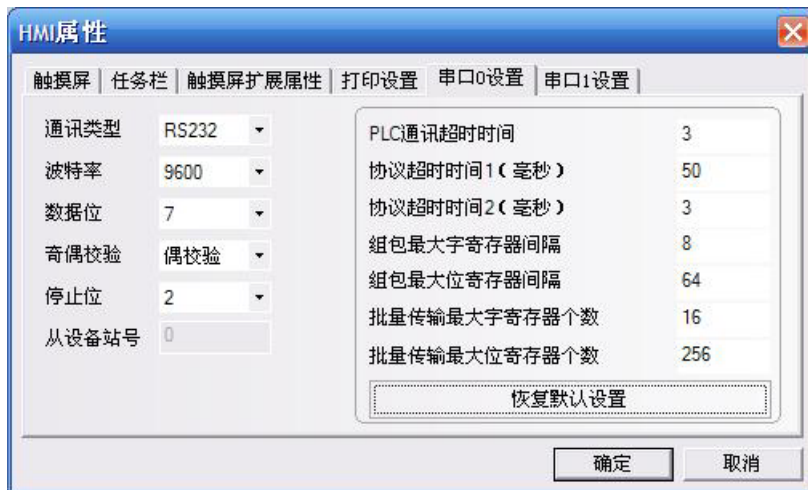 HMI属性
触摸屏 任务栏 触摸屏扩展属性 打印设置 串口0设置 串口1设置
通讯类型 RS232
波特率 9600
数据位 7
奇偶校验 偶校验
停止位 2
从设备站号 0
PLC通讯超时时间 3
协议超时时间1(毫秒) 50
协议超时时间2(毫秒) 3
组包最大字寄存器间隔 8
组包最大位寄存器间隔 64
批量传输最大字寄存器个数 16
批量传输最大位寄存器个数 256
恢复默认设置
确定 取消